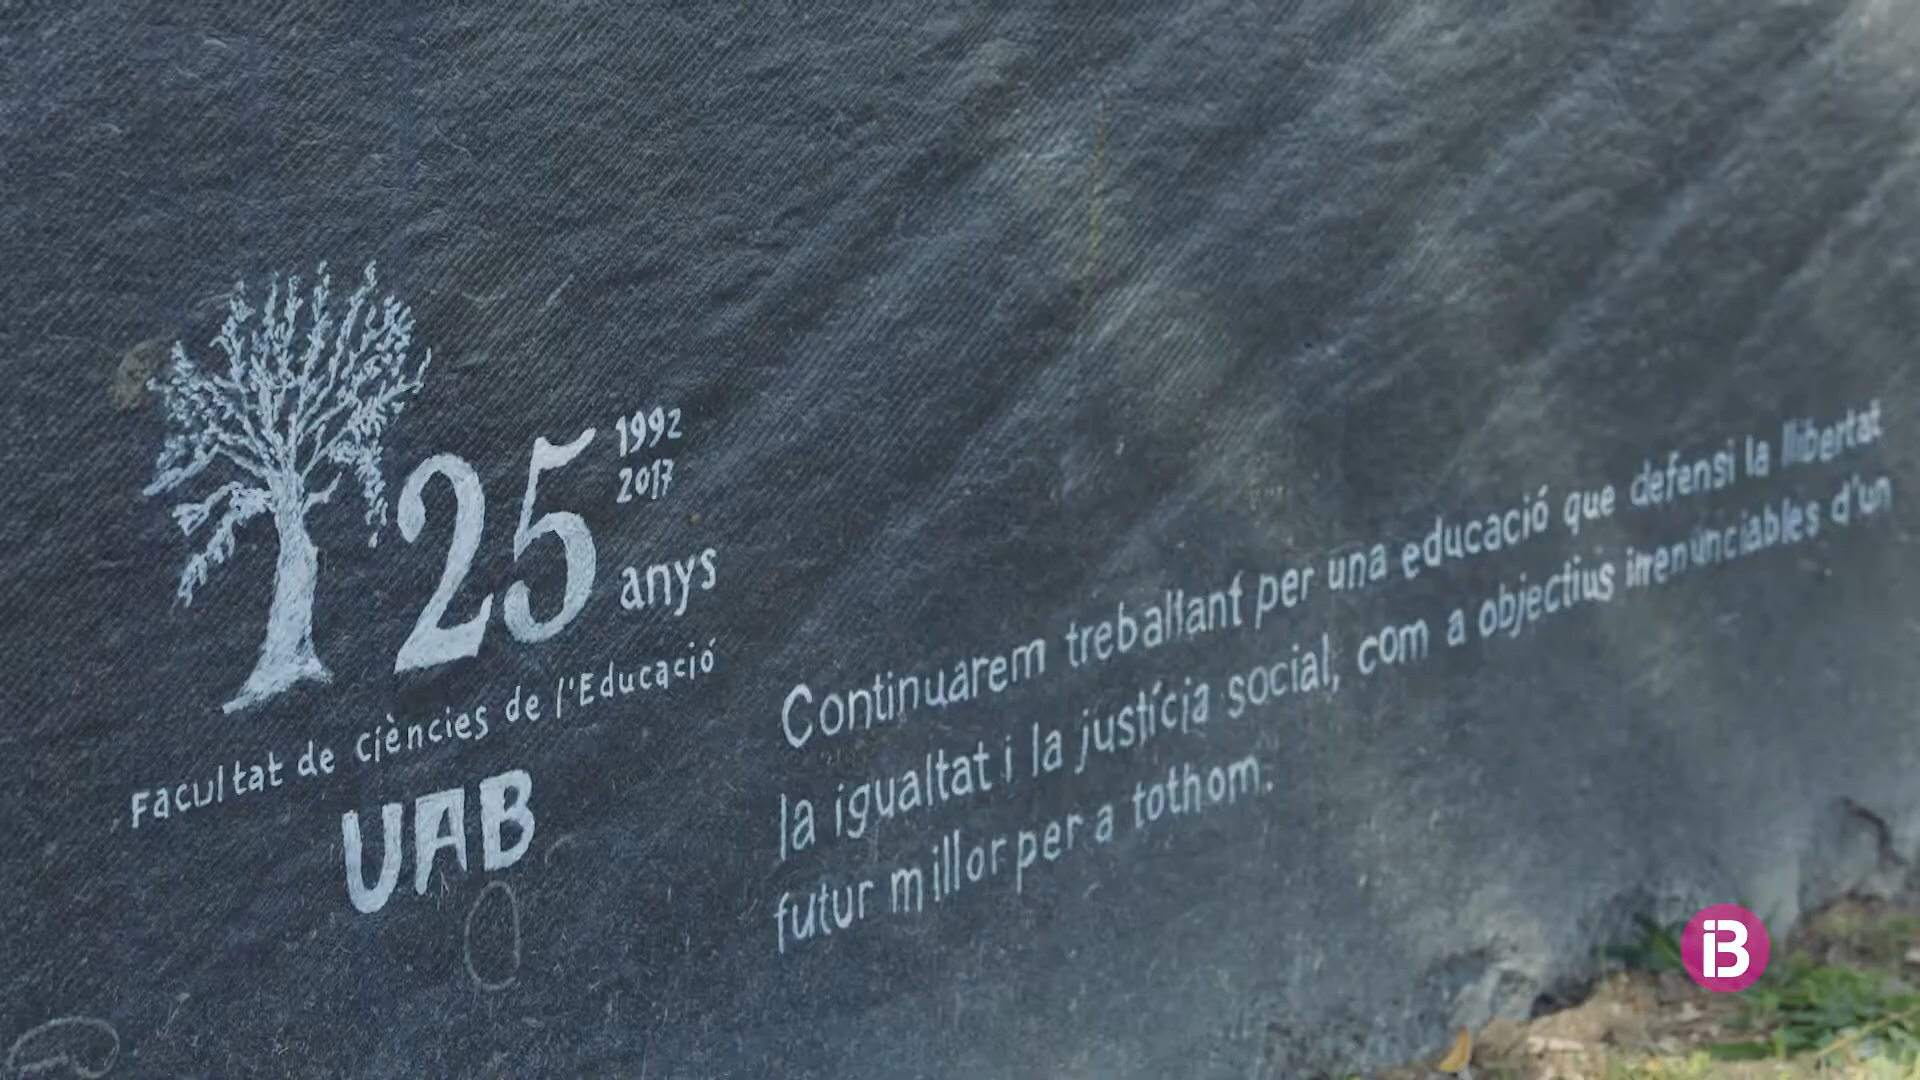 1992
2017
25
anys
Facultat de ciències de l'Educació
UAB
Continuarem treballant per una educació que defensi la llibertat
la igualtat i la justícia social, com a objectius irrenunciables d'un
futur millor per a tothom.
iB